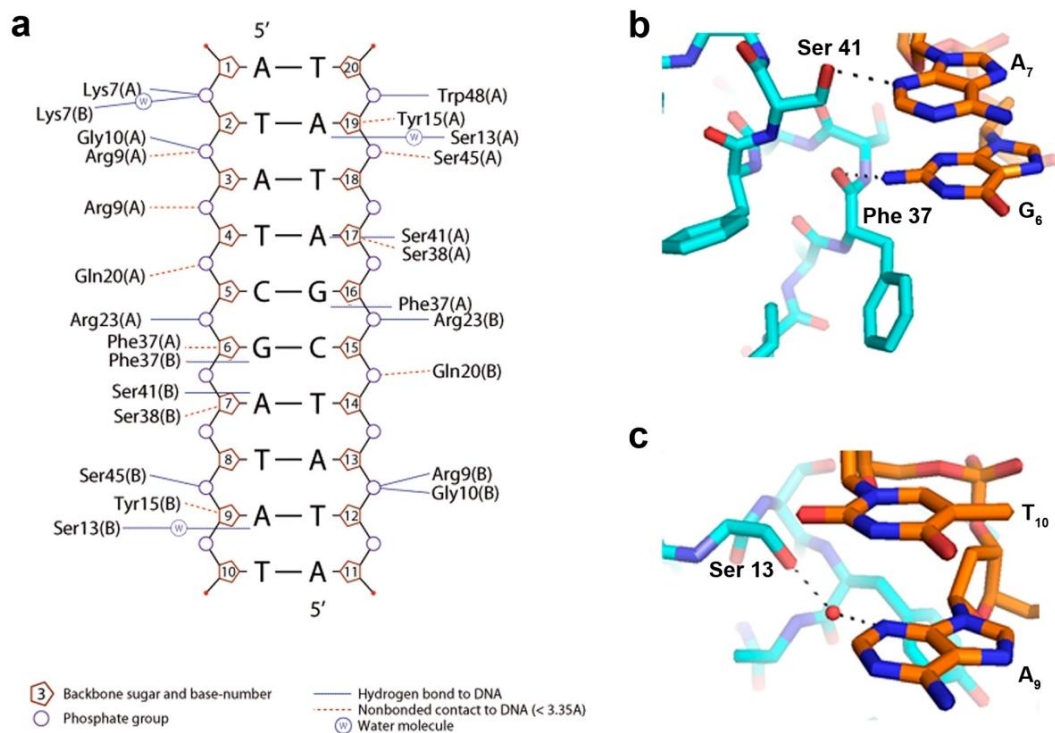 a
5′
1 A T 20
Lys7(A)
Lys7(B) W
Trp48(A)
2 T A 19
Tyr15(A)
W Ser13(A)
Gly10(A)
Arg9(A)
Ser45(A)
3 A T 18
Arg9(A)
4 T A 17
Ser41(A)
Ser38(A)
Gln20(A)
5 C G 16
Phe37(A)
Arg23(A)
Arg23(B)
Phe37(A)
6 G C 15
Phe37(B)
Gln20(B)
Ser41(B)
7 A T 14
Ser38(B)
8 T A 13
Ser45(B)
Arg9(B)
Gly10(B)
Tyr15(B)
9 A T 12
Ser13(B) W
10 T A 11
5′
3 Backbone sugar and base-number
Phosphate group
Hydrogen bond to DNA
Nonbonded contact to DNA (< 3.35A)
W Water molecule
b
Ser 41
A7
Phe 37
G6
c
T10
Ser 13
A9